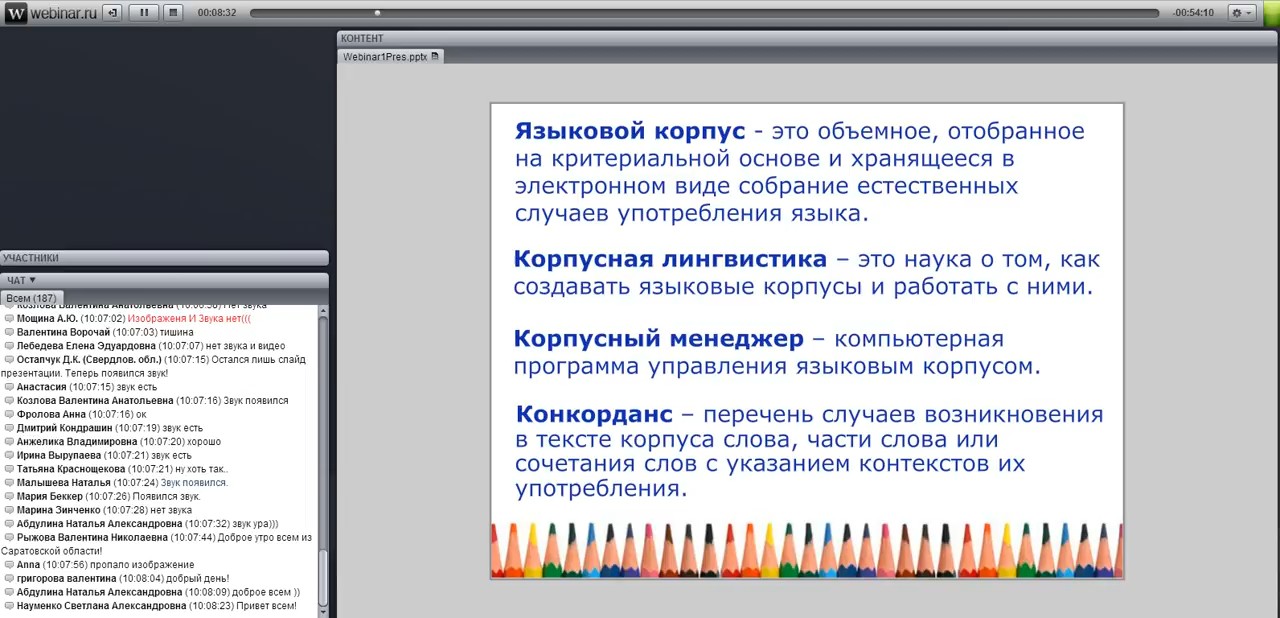 W webinar.ru 00:08:32 -00:54:10
КОНТЕНТ
Webinar1Pres.pptx
Языковой корпус - это объемное, отобранное
на критериальной основе и хранящееся в
электронном виде собрание естественных
случаев употребления языка.
Корпусная лингвистика – это наука о том, как
создавать языковые корпусы и работать с ними.
Корпусный менеджер – компьютерная
программа управления языковым корпусом.
Конкорданс – перечень случаев возникновения
в тексте корпуса слова, части слова или
сочетания слов с указанием контекстов их
употребления.
УЧАСТНИКИ
ЧАТ
Всем (187)
Козлова Валентина Анатольевна (10:06:58) Нет звука
Мощина А.Ю. (10:07:02) Изображеня И Звука нет(((
Валентина Ворочай (10:07:03) тишина
Лебедева Елена Эдуардовна (10:07:07) нет звука и видео
Остапчук Д.К. (Свердлов. обл.) (10:07:15) Остался лишь слайд
презентации. Теперь появился звук!
Анастасия (10:07:15) звук есть
Козлова Валентина Анатольевна (10:07:16) Звук появился
Фролова Анна (10:07:16) ок
Дмитрий Кондрашин (10:07:19) звук есть
Анжелика Владимировна (10:07:20) хорошо
Ирина Вырупаева (10:07:21) звук есть
Татьяна Краснощекова (10:07:21) ну хоть так..
Малышева Наталья (10:07:24) Звук появился.
Мария Беккер (10:07:26) Появился звук.
Марина Зинченко (10:07:28) нет звука
Абдулина Наталья Александровна (10:07:32) звук ура)))
Рыжова Валентина Николаевна (10:07:44) Доброе утро всем из
Саратовской области!
Anna (10:07:56) пропало изображение
григорова валентина (10:08:04) добрый день!
Абдулина Наталья Александровна (10:08:09) доброе всем ))
Науменко Светлана Александровна (10:08:23) Привет всем!